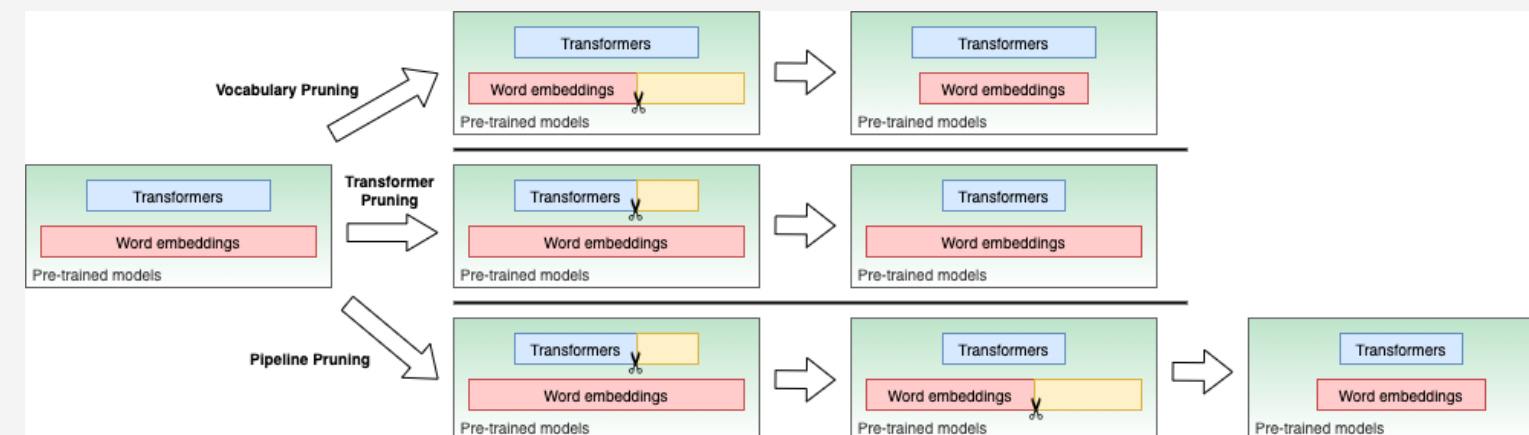 Transformers
Word embeddings
Pre-trained models
Transformers
Word embeddings
Pre-trained models
Vocabulary Pruning
Transformers
Word embeddings
Pre-trained models
Transformer
Pruning
Transformers
Word embeddings
Pre-trained models
Transformers
Word embeddings
Pre-trained models
Pipeline Pruning
Transformers
Word embeddings
Pre-trained models
Transformers
Word embeddings
Pre-trained models
Transformers
Word embeddings
Pre-trained models